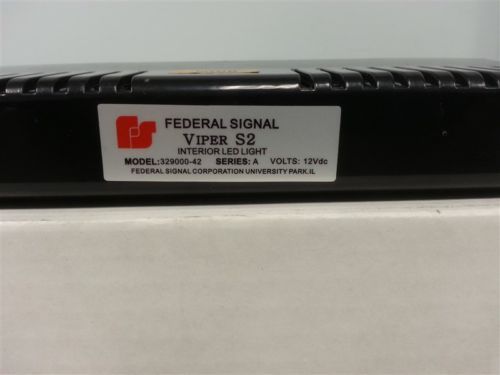 FEDERAL SIGNAL
VIPER S2
INTERIOR LED LIGHT
MODEL:329000-42 SERIES: A VOLTS: 12Vdc
FEDERAL SIGNAL CORPORATION UNIVERSITY PARK.IL